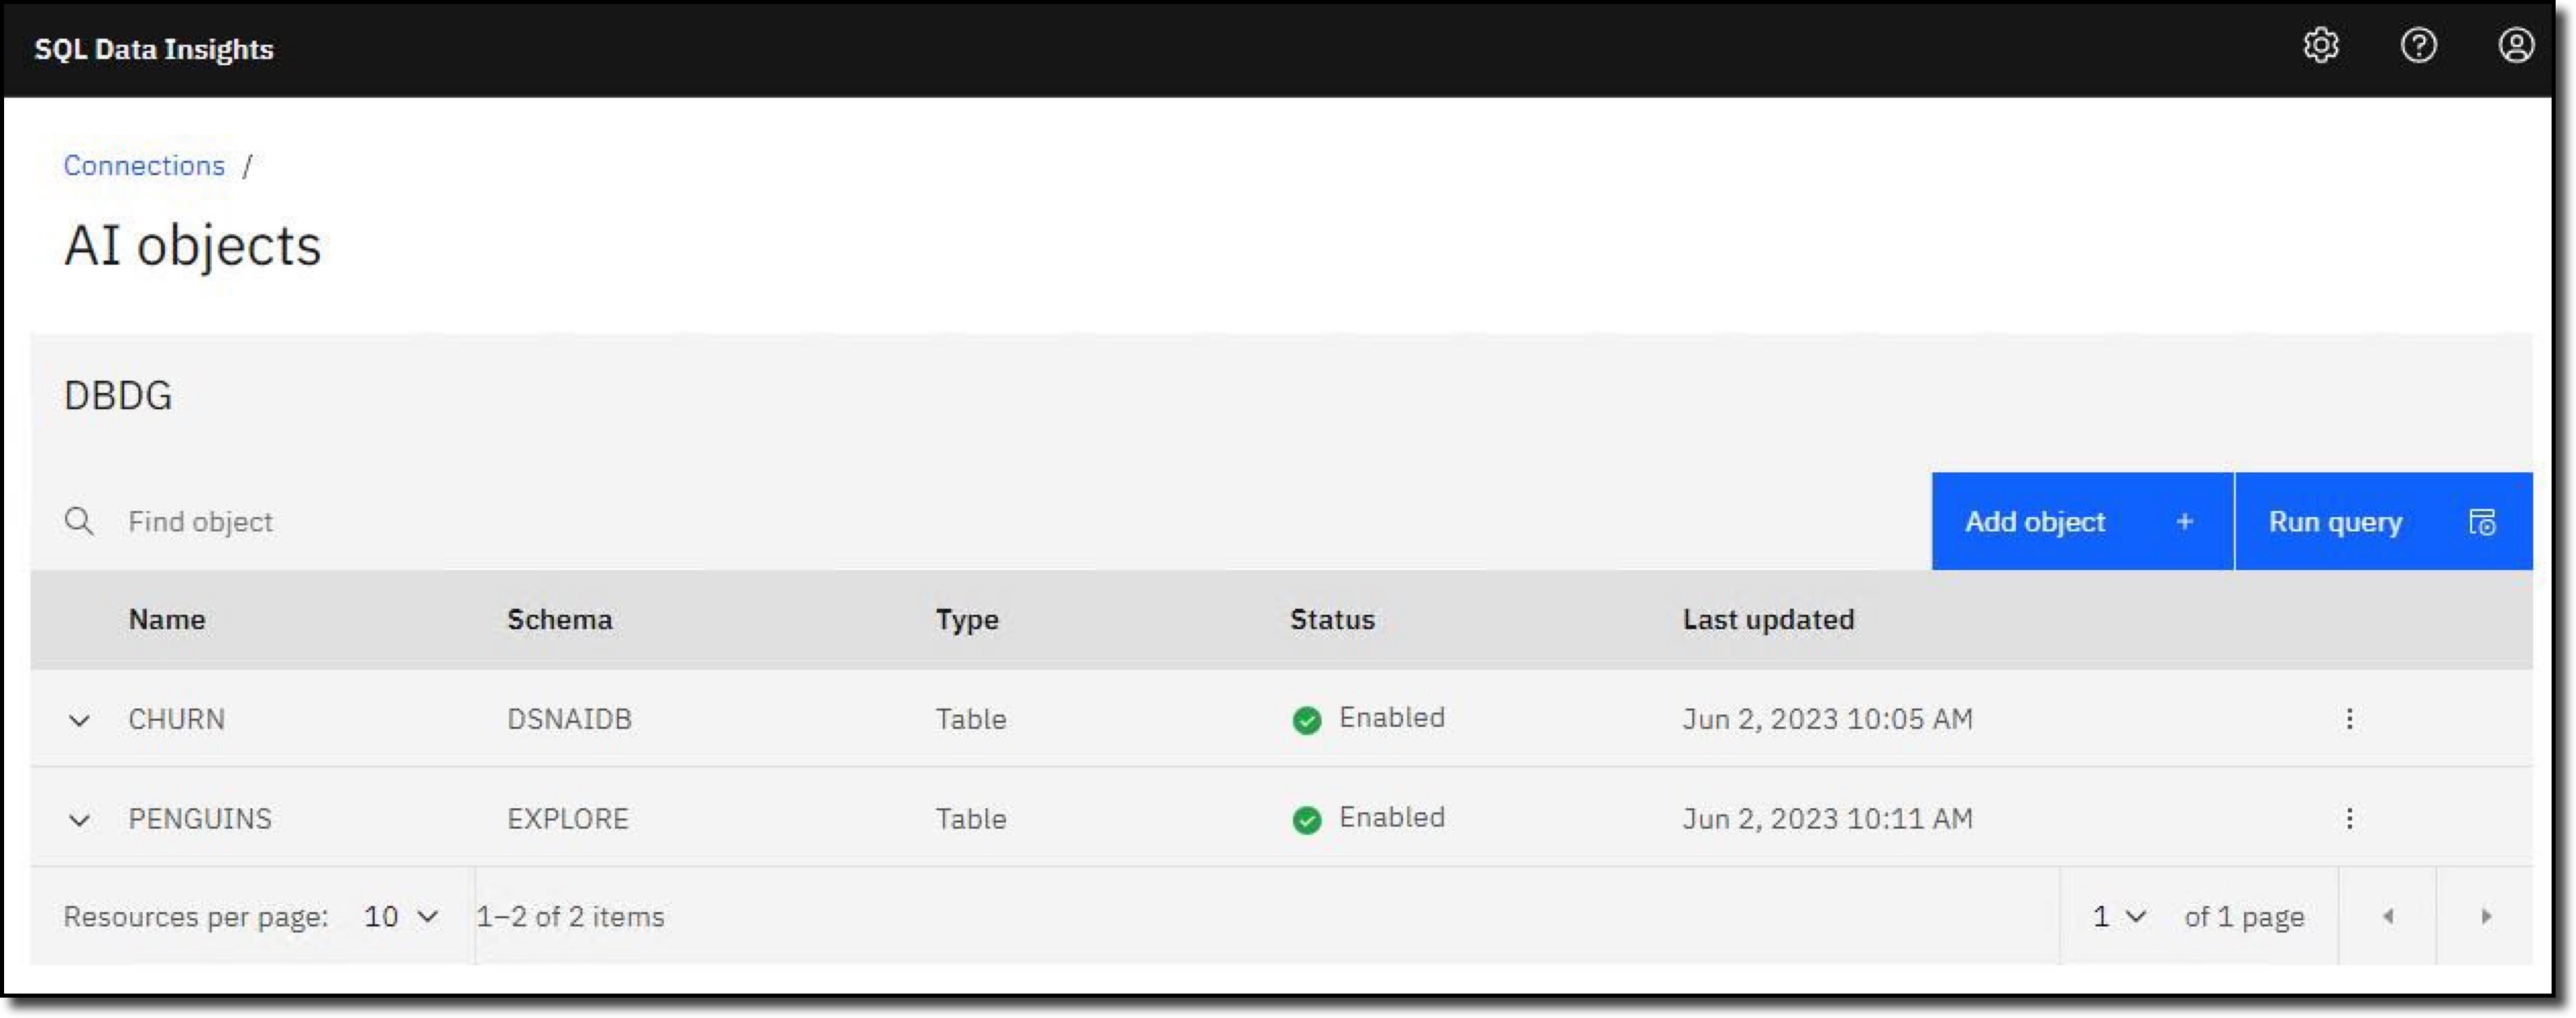 SQL Data Insights
Connections /
AI objects
DBDG
Find object
Add object + Run query
Name Schema Type Status Last updated
CHURN DSNAIDB Table Enabled Jun 2, 2023 10:05 AM
PENGUINS EXPLORE Table Enabled Jun 2, 2023 10:11 AM
Resources per page: 10 1–2 of 2 items 1 of 1 page